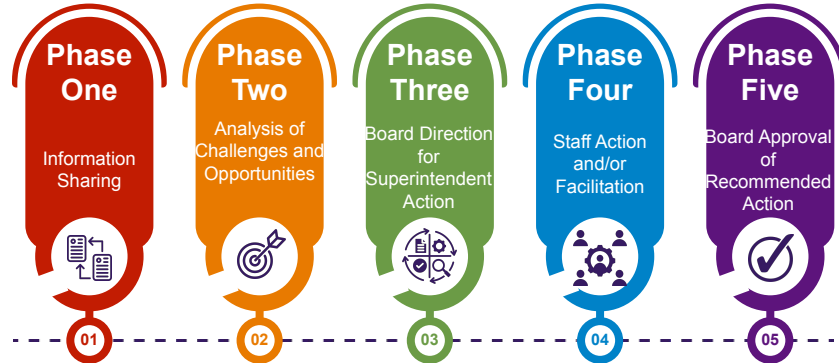 Phase
One
Information
Sharing
01
Phase
Two
Analysis of
Challenges and
Opportunities
02
Phase
Three
Board Direction
for
Superintendent
Action
03
Phase
Four
Staff Action
and/or
Facilitation
04
Phase
Five
Board Approval
of
Recommended
Action
05